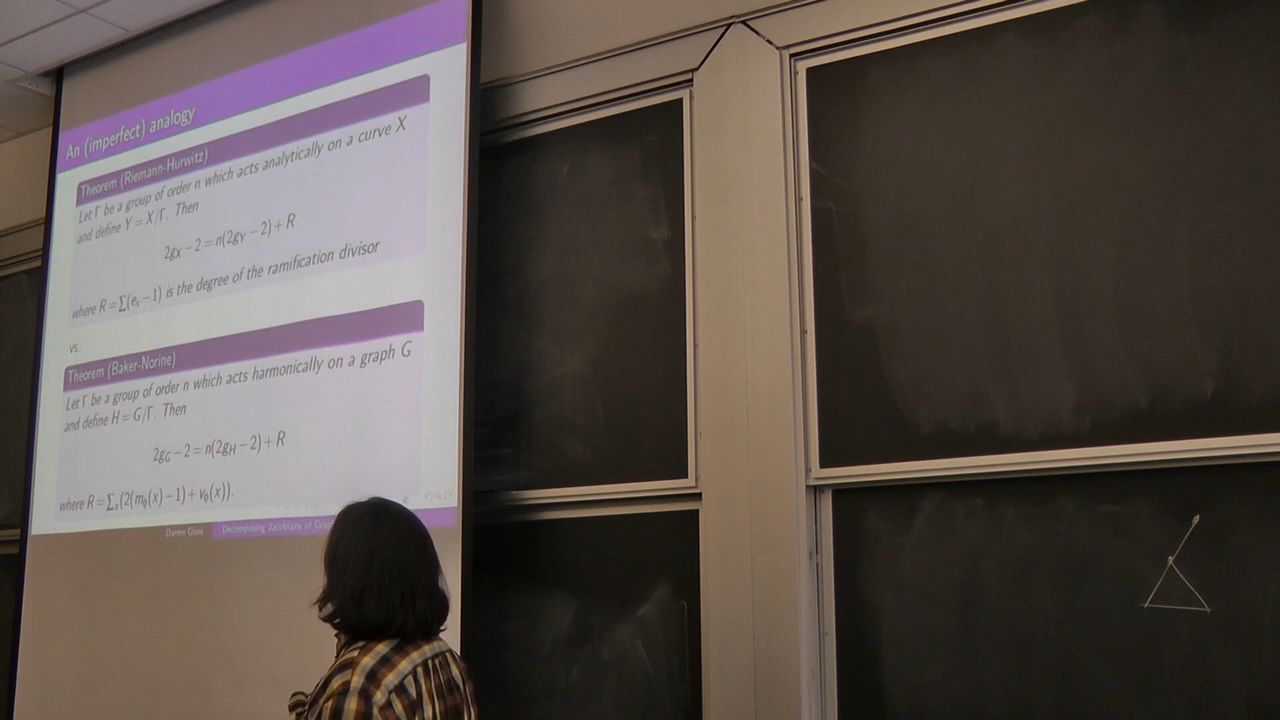 An (imperfect) analogy
Theorem (Riemann-Hurwitz)
Let Γ be a group of order n which acts analytically on a curve X
and define Y = X/Γ. Then
2g_X − 2 = n(2g_Y − 2) + R
where R = ∑(e_x − 1) is the degree of the ramification divisor
vs.
Theorem (Baker-Norine)
Let Γ be a group of order n which acts harmonically on a graph G
and define H = G/Γ. Then
2g_G − 2 = n(2g_H − 2) + R
where R = ∑_x(2(m_θ(x) − 1) + v_θ(x)).
Darren Glass
Decomposing Jacobians of